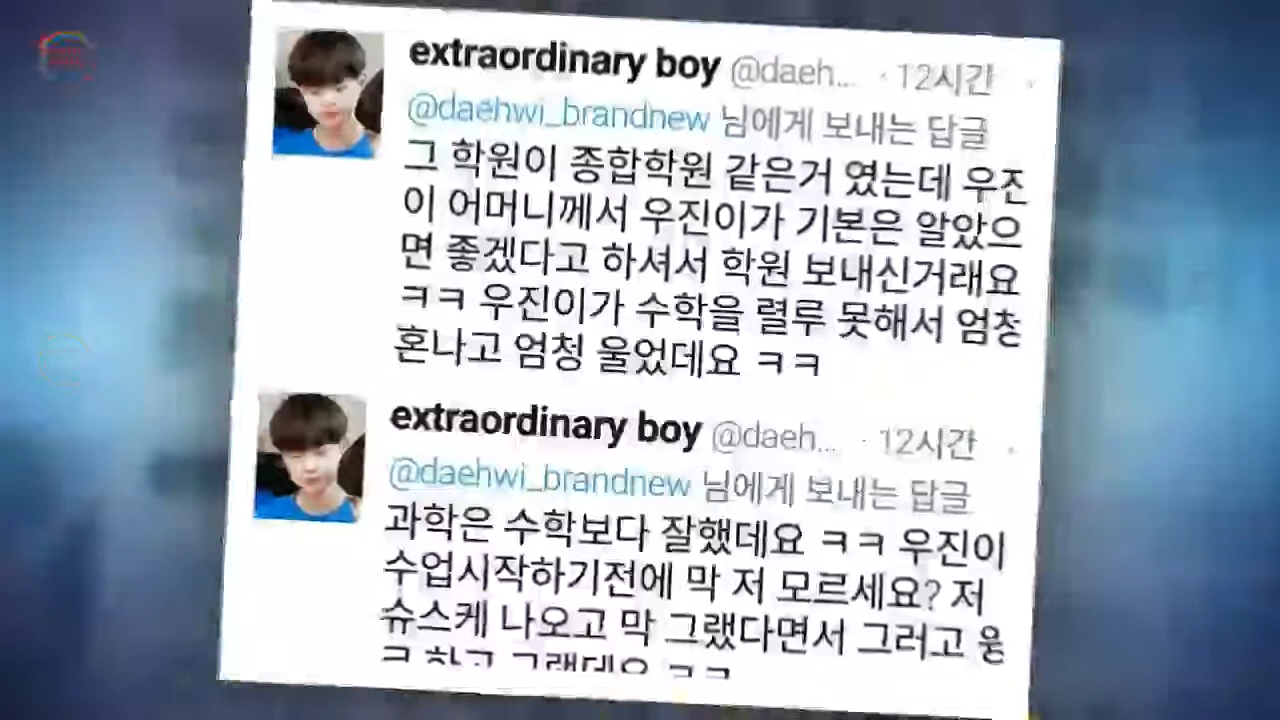 extraordinary boy @daeh... · 12시간
@daehwi_brandnew 님에게 보내는 답글
그 학원이 종합학원 같은거 였는데 우진
이 어머니께서 우진이가 기본은 알았으
면 좋겠다고 하셔서 학원 보내신거래요
ㅋㅋ 우진이가 수학을 렬루 못해서 엄청
혼나고 엄청 울었데요 ㅋㅋ
extraordinary boy @daeh... · 12시간
@daehwi_brandnew 님에게 보내는 답글
과학은 수학보다 잘했데요 ㅋㅋ 우진이
수업시작하기전에 막 저 모르세요? 저
슈스케 나오고 막 그랬다면서 그러고